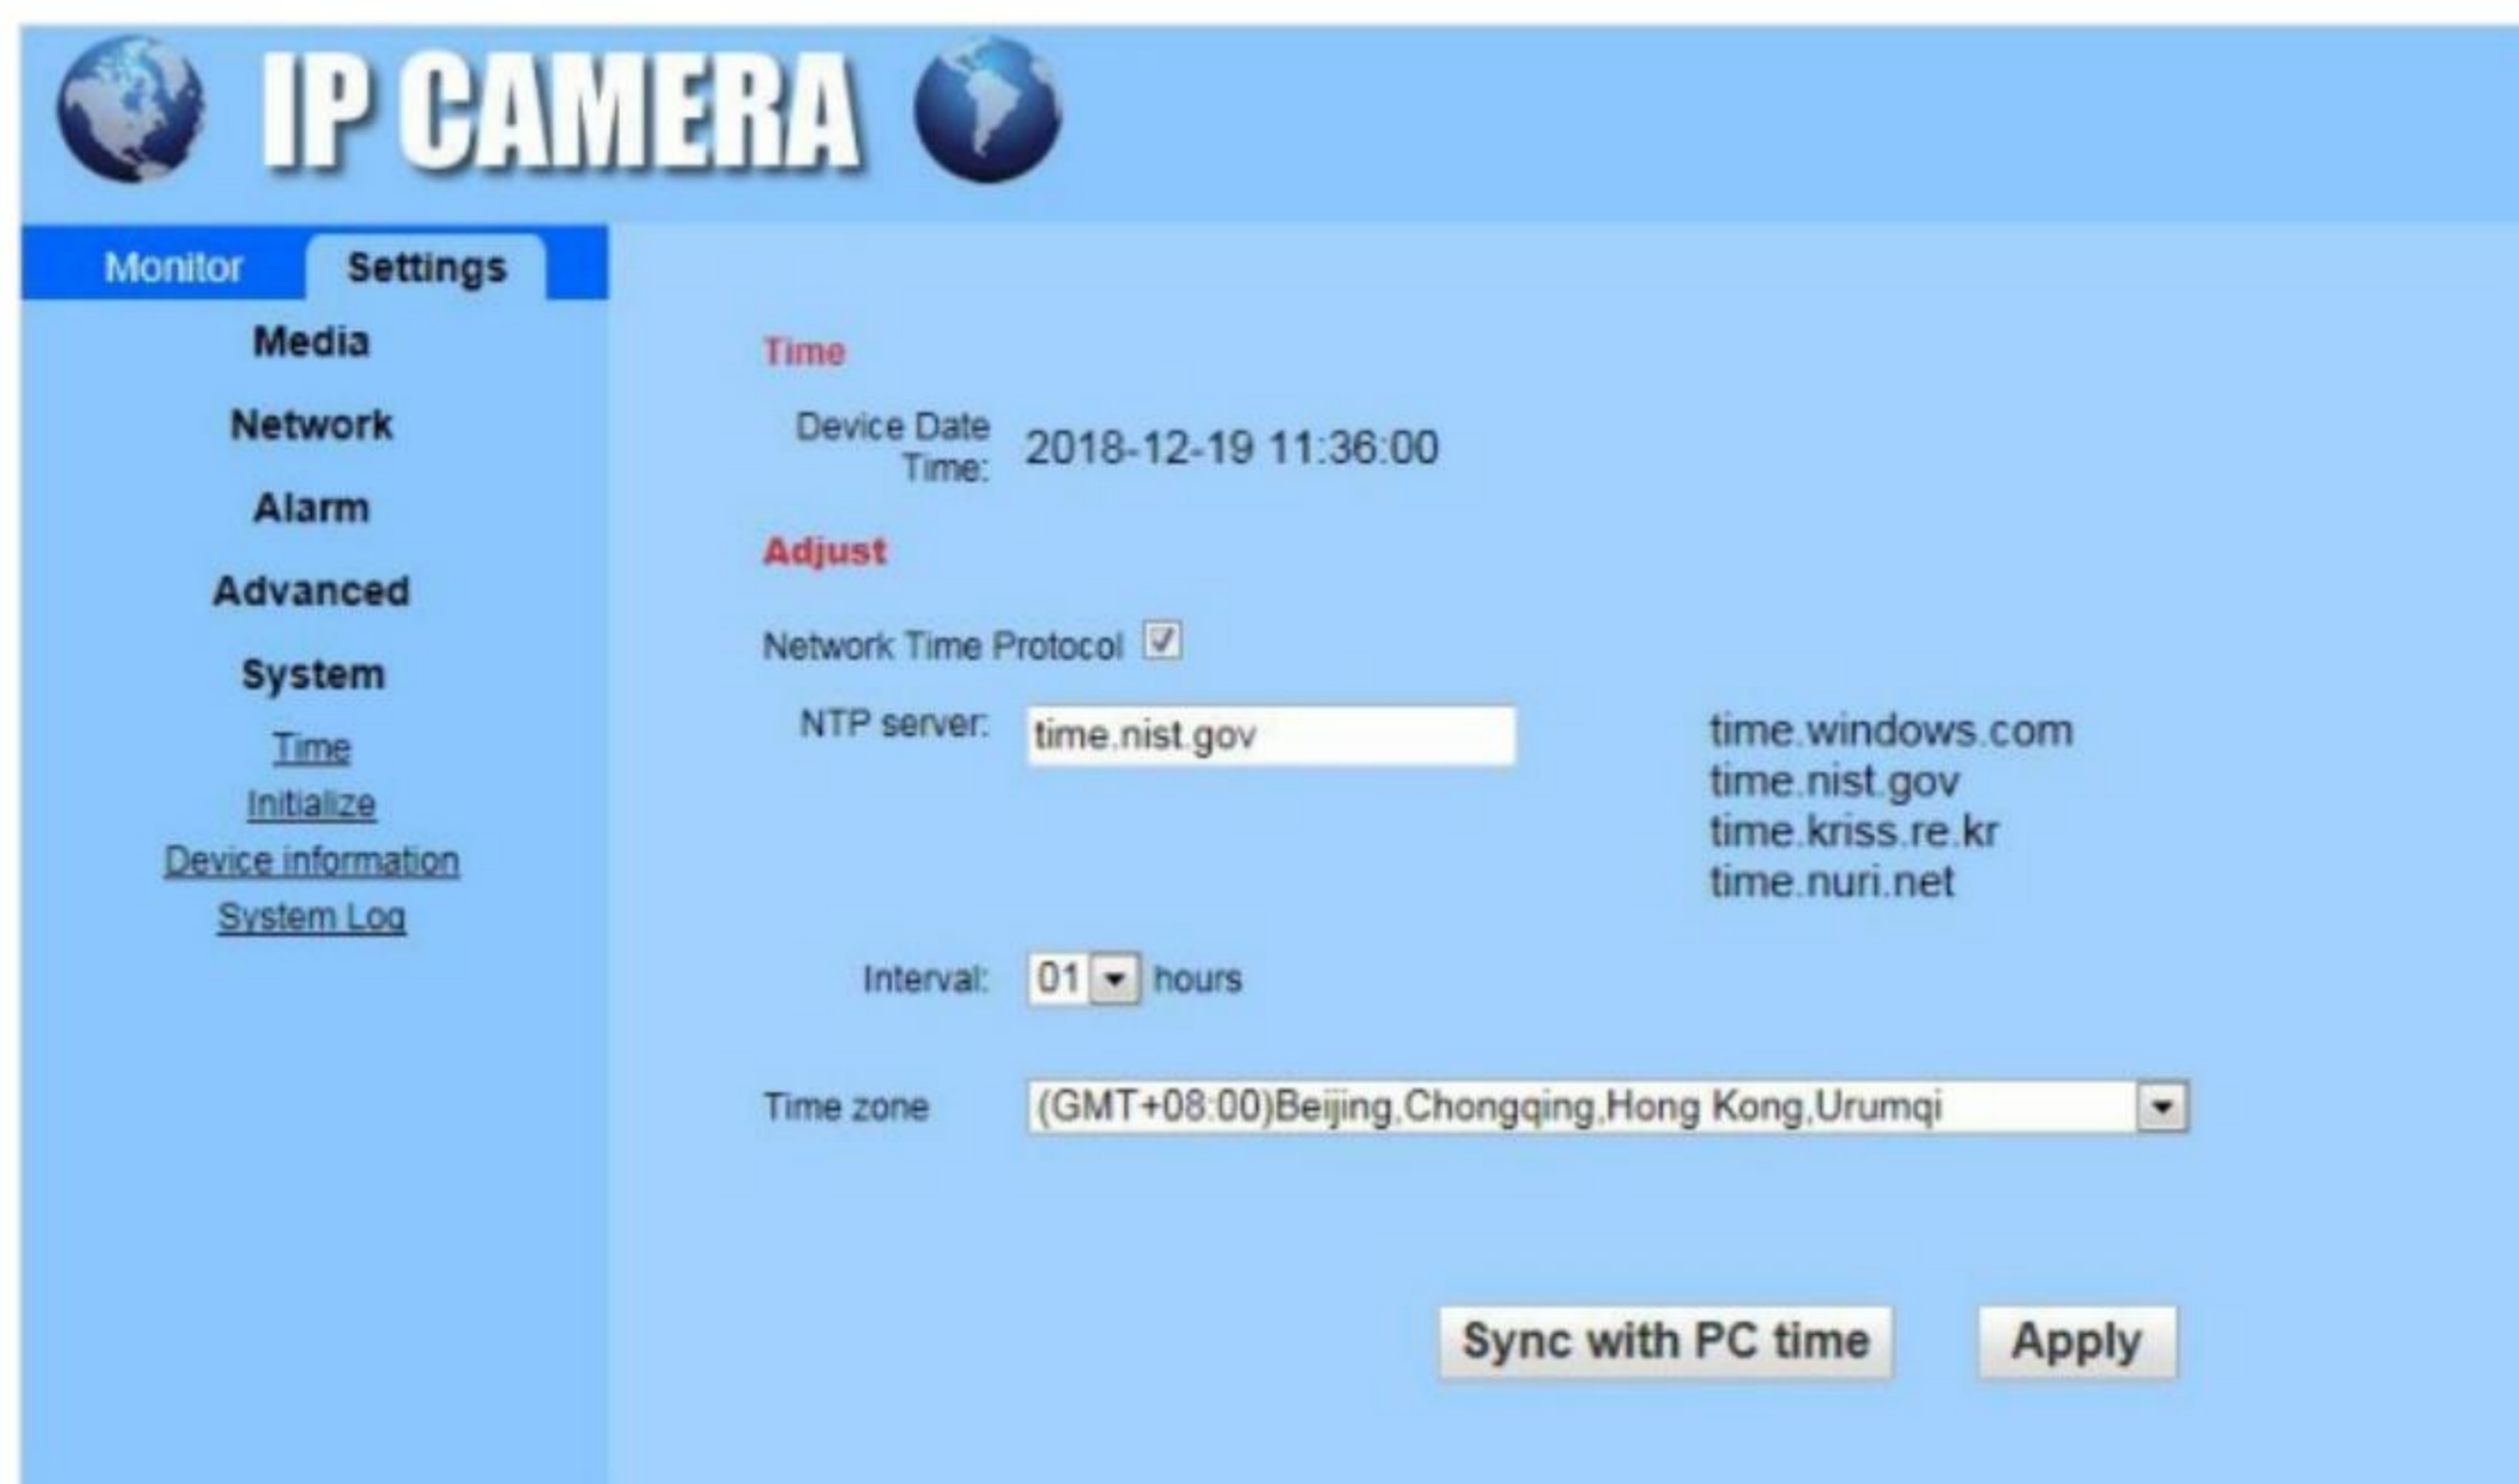 IP CAMERA
Monitor Settings
Media
Network
Alarm
Advanced
System
Time
Initialize
Device information
System Log
Time
Device Date Time: 2018-12-19 11:36:00
Adjust
Network Time Protocol
NTP server: time.nist.gov
time.windows.com
time.nist.gov
time.kriss.re.kr
time.nuri.net
Interval: 01 hours
Time zone (GMT+08:00)Beijing,Chongqing,Hong Kong,Urumqi
Sync with PC time Apply